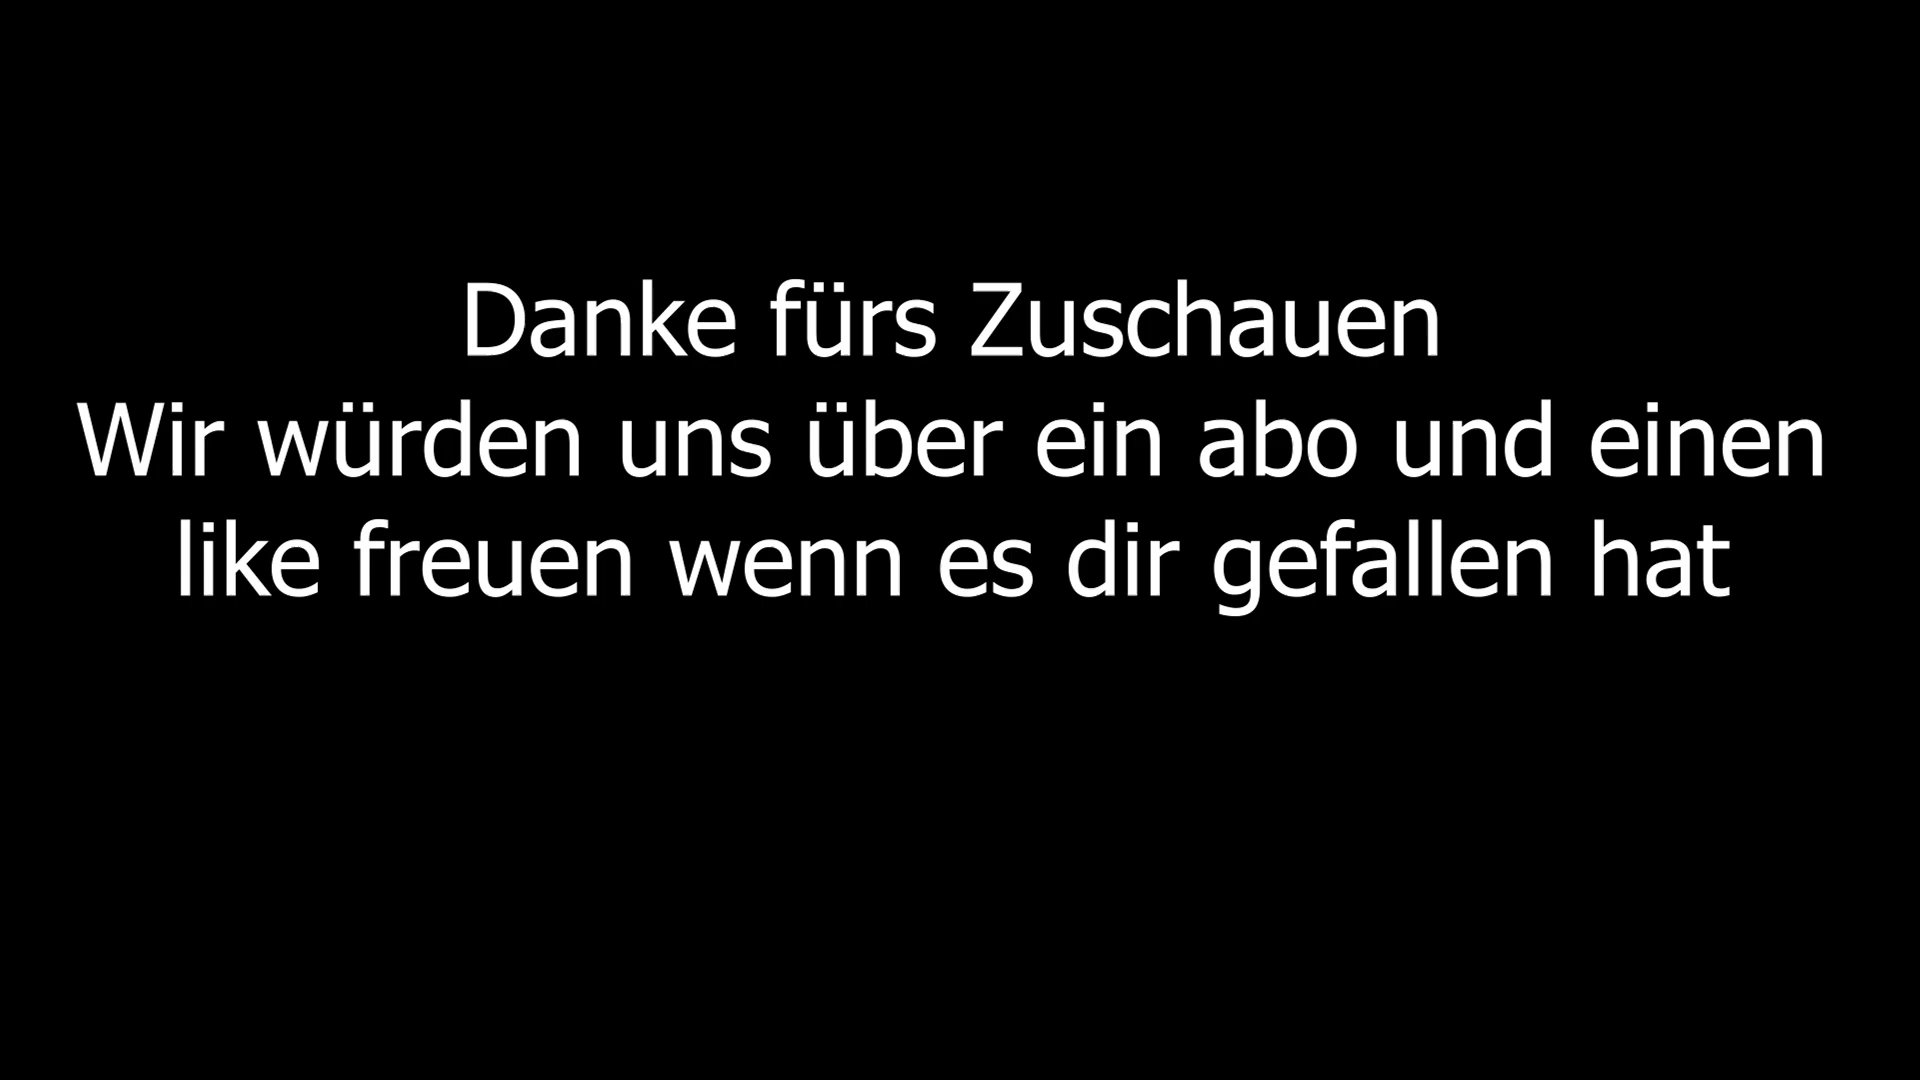 Danke fürs Zuschauen
Wir würden uns über ein abo und einen
like freuen wenn es dir gefallen hat